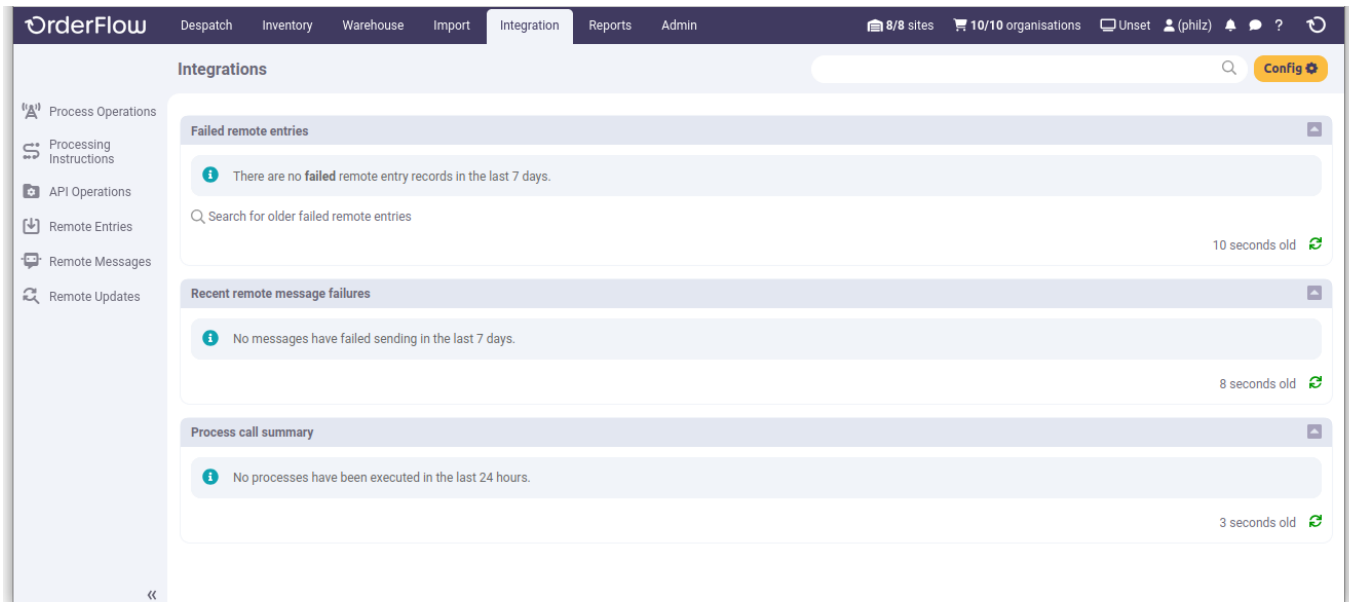 OrderFlow Despatch Inventory Warehouse Import Integration Reports Admin 8/8 sites 10/10 organisations Unset (philz) ?
Integrations Config
Process Operations
Processing
Instructions
API Operations
Remote Entries
Remote Messages
Remote Updates
«
Failed remote entries
There are no failed remote entry records in the last 7 days.
Search for older failed remote entries
10 seconds old
Recent remote message failures
No messages have failed sending in the last 7 days.
8 seconds old
Process call summary
No processes have been executed in the last 24 hours.
3 seconds old